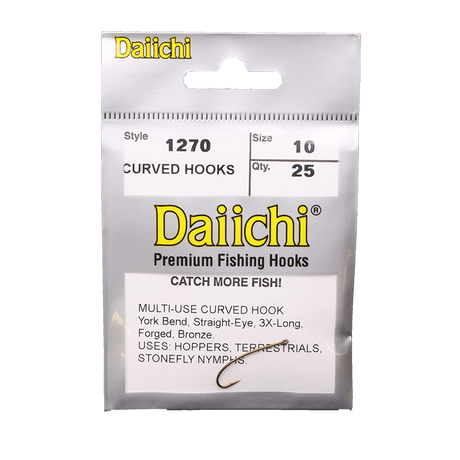 Daiichi
Style 1270 Size 10
CURVED HOOKS Qty. 25
Daiichi®
Premium Fishing Hooks
CATCH MORE FISH!
MULTI-USE CURVED HOOK
York Bend, Straight-Eye, 3X-Long,
Forged, Bronze.
USES: HOPPERS, TERRESTRIALS,
STONEFLY NYMPHS.